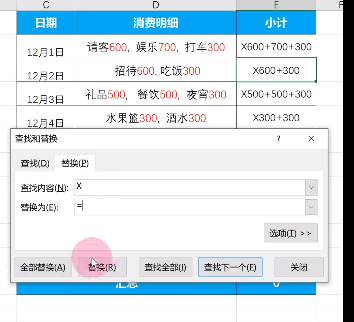 C D E
日期 消费明细 小计
12月1日 请客600, 娱乐700, 打车300 X600+700+300
12月2日 招待600. 吃饭300 X600+300
12月3日 礼品500, 餐饮500, 夜宵300 X500+500+300
12月4日 水果篮300, 酒水300 X300+300
查找和替换 ? ×
查找(D) 替换(P)
查找内容(N): X
替换为(E): =
选项(T) >>
全部替换(A) 替换(R) 查找全部(I) 查找下一个(F) 关闭
汇总 0